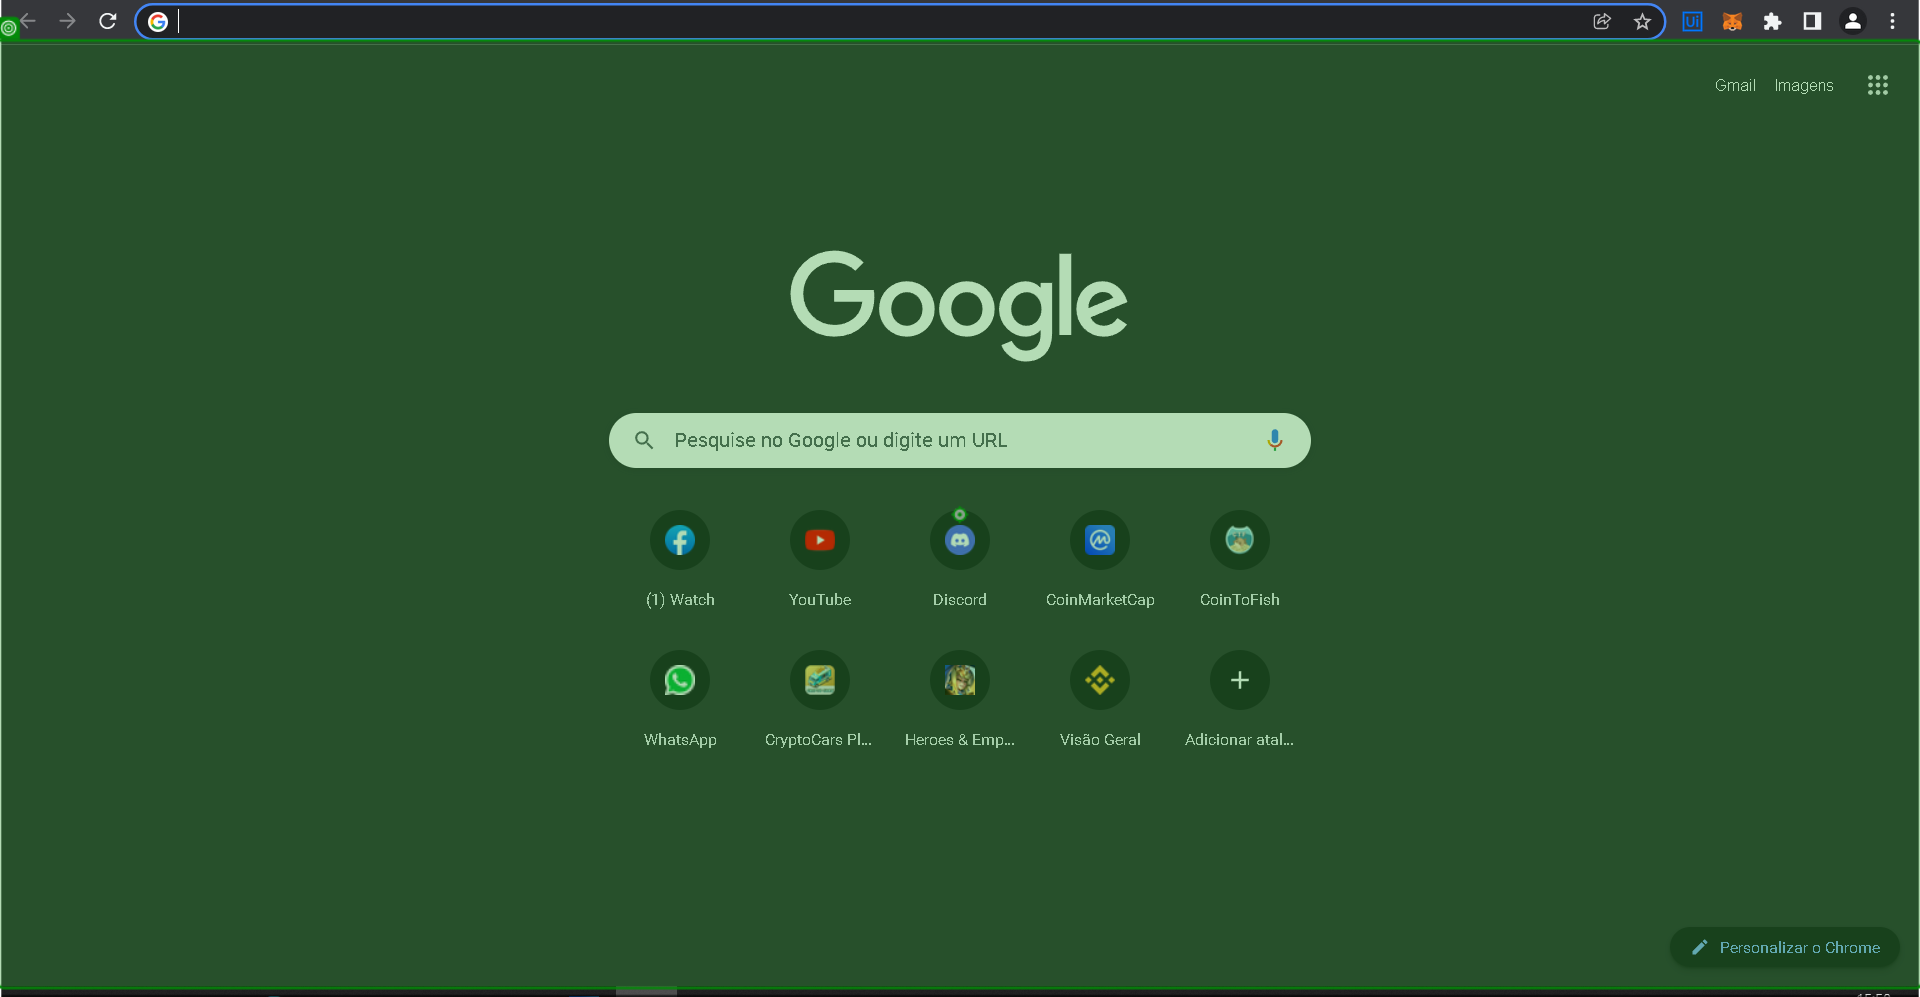 Ui
Gmail Imagens
Google
Pesquise no Google ou digite um URL
(1) Watch YouTube Discord CoinMarketCap CoinToFish
WhatsApp CryptoCars Pl... Heroes & Emp... Visão Geral Adicionar atal...
Personalizar o Chrome